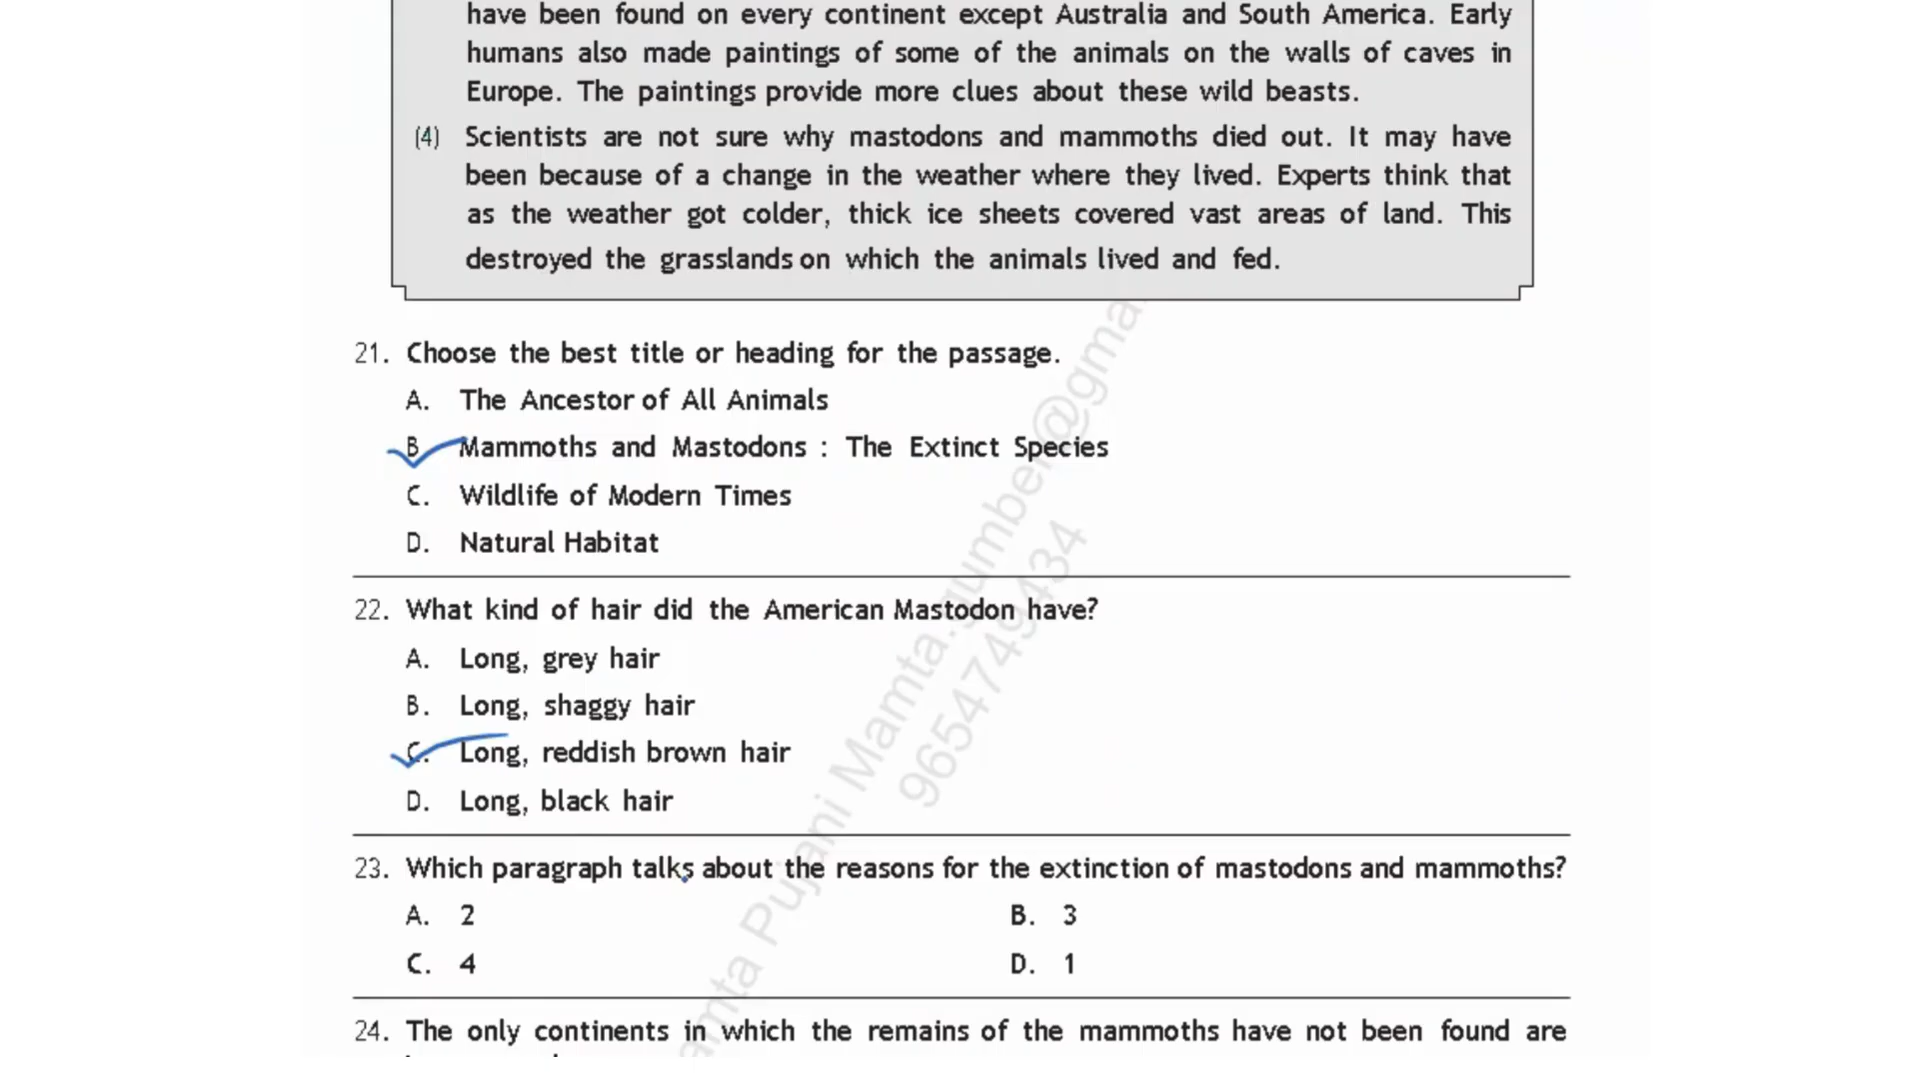 have been found on every continent except Australia and South America. Early
humans also made paintings of some of the animals on the walls of caves in
Europe. The paintings provide more clues about these wild beasts.
(4) Scientists are not sure why mastodons and mammoths died out. It may have
been because of a change in the weather where they lived. Experts think that
as the weather got colder, thick ice sheets covered vast areas of land. This
destroyed the grasslands on which the animals lived and fed.
21. Choose the best title or heading for the passage.
A. The Ancestor of All Animals
B Mammoths and Mastodons : The Extinct Species
C. Wildlife of Modern Times
D. Natural Habitat
22. What kind of hair did the American Mastodon have?
A. Long, grey hair
B. Long, shaggy hair
C. Long, reddish brown hair
D. Long, black hair
23. Which paragraph talks about the reasons for the extinction of mastodons and mammoths?
A. 2 B. 3
C. 4 D. 1
24. The only continents in which the remains of the mammoths have not been found are
Pujani Mamta.gumber@gma
9654749434